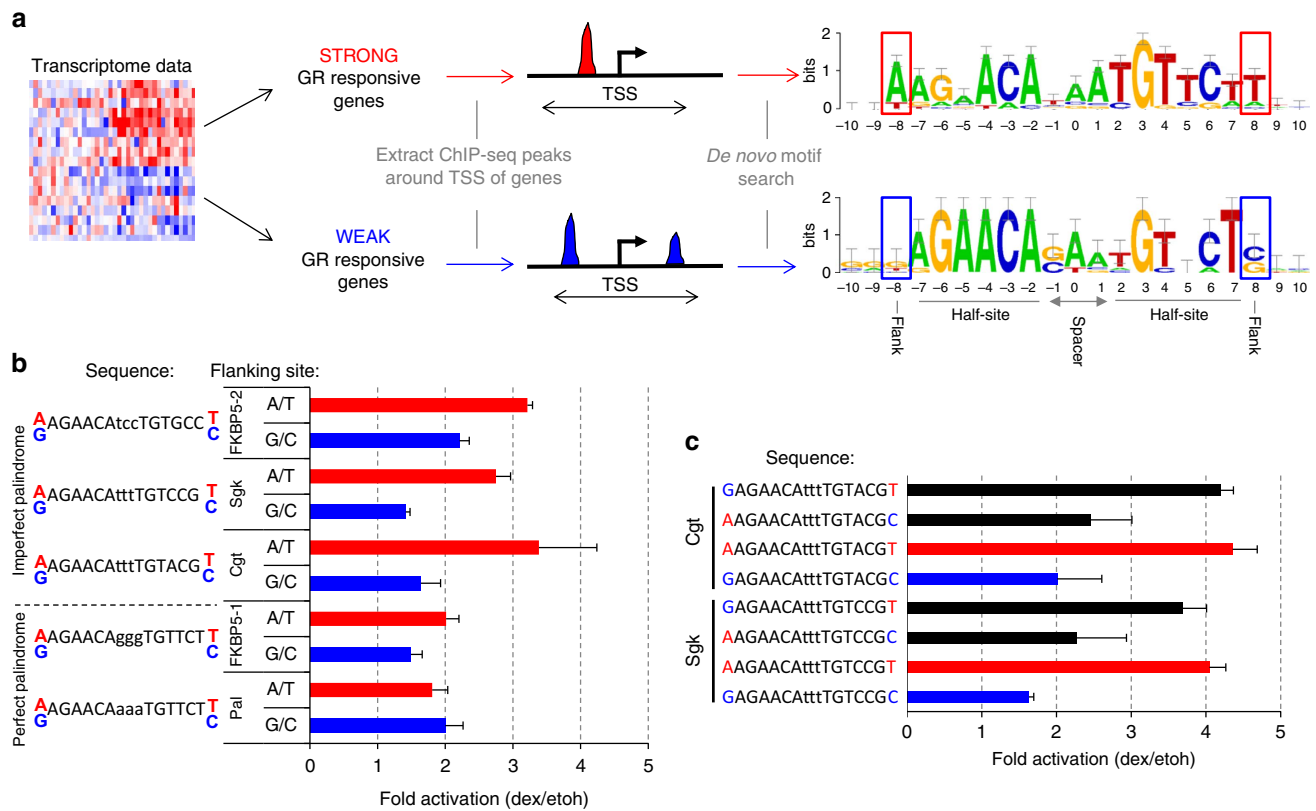 a
Transcriptome data
STRONG
GR responsive
genes
TSS
Extract ChIP-seq peaks
around TSS of genes
De novo motif
search
WEAK
GR responsive
genes
TSS
2
1
0
bits
AAGAACATAATGTTCTT
−10 −9 −8 −7 −6 −5 −4 −3 −2 −1 0 1 2 3 4 5 6 7 8 9 10
2
1
0
bits
−10 −9 −8 −7 −6 −5 −4 −3 −2 −1 0 1 2 3 4 5 6 7 8 9 10
Flank
Half-site
Spacer
Half-site
Flank
b
Sequence: Flanking site:
Imperfect palindrome
A
G
AAGAACAtccTGTGCC
T
C
FKBP5-2
A/T
G/C
A
G
AGAACAtttTGTCCG
T
C
Sgk
A/T
G/C
A
G
AGAACAtttTGTACG
T
C
Cgt
A/T
G/C
Perfect palindrome
A
G
AGAACAgggTGTTCT
T
C
FKBP5-1
A/T
G/C
A
G
AGAACAaaaTGTTCT
T
C
Pal
A/T
G/C
0 1 2 3 4 5
Fold activation (dex/etoh)
c
Sequence:
Cgt
GAGAACAtttTGTACGT
AAGAACAtttTGTACGC
AAGAACAtttTGTACGT
GAGAACAtttTGTACGC
Sgk
GAGAACAtttTGTCCGT
AAGAACAtttTGTCCGC
AAGAACAtttTGTCCGT
GAGAACAtttTGTCCGC
0 1 2 3 4 5
Fold activation (dex/etoh)